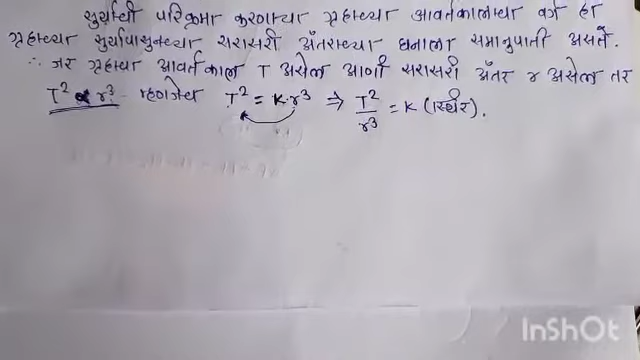 सुर्याची परिक्रमा करणाऱ्या ग्रहाच्या आवर्तकालाचा वर्ग हा
ग्रहाच्या सुर्यापासुनच्या सरासरी अंतराच्या घनाला समानुपाती असतो.
∴ जर ग्रहाचा आवर्तकाल T असेल आणी सरासरी अंतर r असेल तर
T² ∝ r³ म्हणजेच T² = K·r³ ⇒ T²/r³ = K (स्थिर).
InShOt